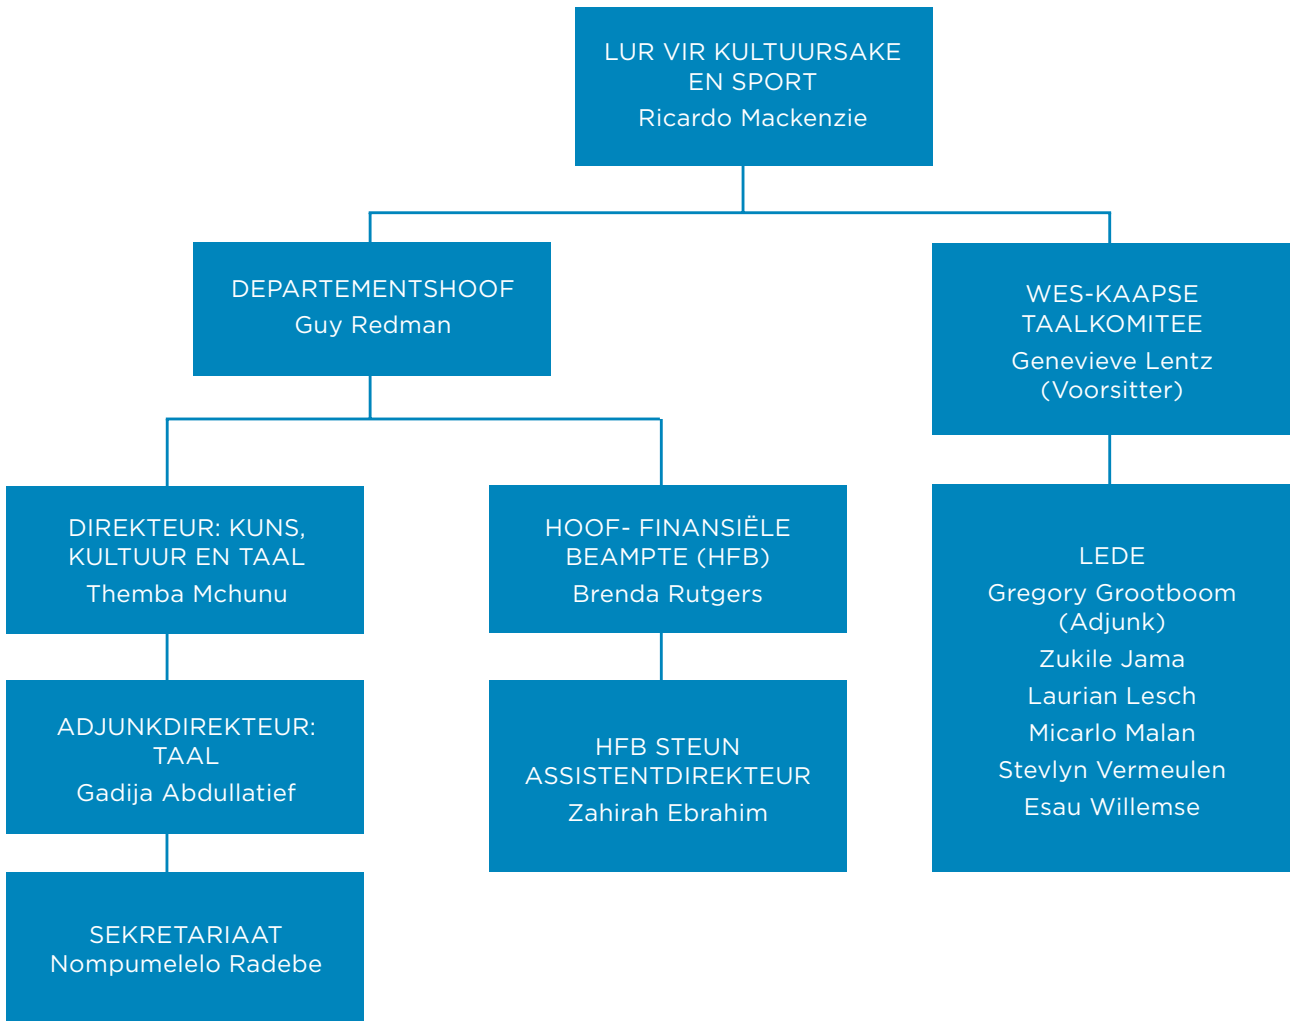 LUR VIR KULTUURSAKE
EN SPORT
Ricardo Mackenzie
DEPARTEMENTSHOOF
Guy Redman
WES-KAAPSE
TAALKOMITEE
Genevieve Lentz
(Voorsitter)
DIREKTEUR: KUNS,
KULTUUR EN TAAL
Themba Mchunu
HOOF- FINANSIËLE
BEAMPTE (HFB)
Brenda Rutgers
LEDE
Gregory Grootboom
(Adjunk)
Zukile Jama
Laurian Lesch
Micarlo Malan
Stevlyn Vermeulen
Esau Willemse
ADJUNKDIREKTEUR:
TAAL
Gadija Abdullatief
HFB STEUN
ASSISTENTDIREKTEUR
Zahirah Ebrahim
SEKRETARIAAT
Nompumelelo Radebe